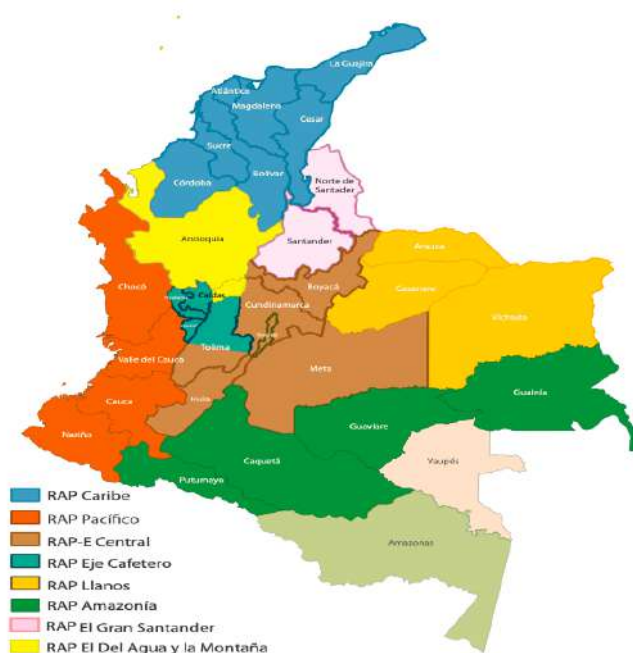 La Guajira
Atlántico
Magdalena
Cesar
Sucre
Bolívar
Córdoba
Norte de
Santader
Santander
Antioquia
Arauca
Boyacá
Chocó
Caldas
Cundinamarca
Casanare
Vichada
Tolima
Valle del Cauca
Meta
Guainía
Cauca
Huila
Nariño
Guaviare
Vaupés
Caquetá
Putumayo
Amazonas
RAP Caribe
RAP Pacífico
RAP-E Central
RAP Eje Cafetero
RAP Llanos
RAP Amazonía
RAP El Gran Santander
RAP El Del Agua y la Montaña